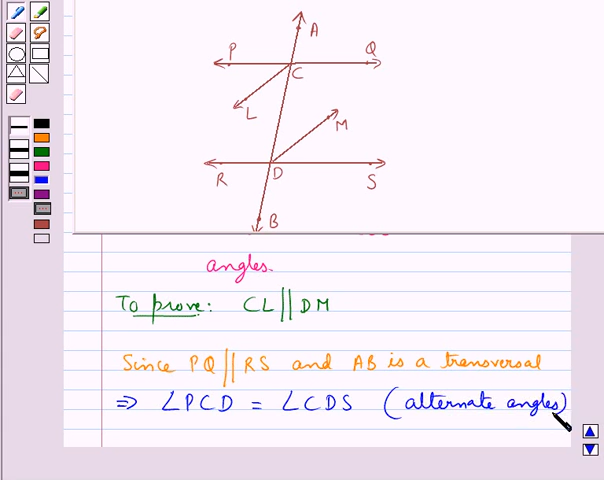 A
P
Q
C
L
M
R
D
S
B
angles.
To prove: CL||DM
Since PQ||RS and AB is a transversal
⇒ ∠PCD = ∠CDS (alternate angles)